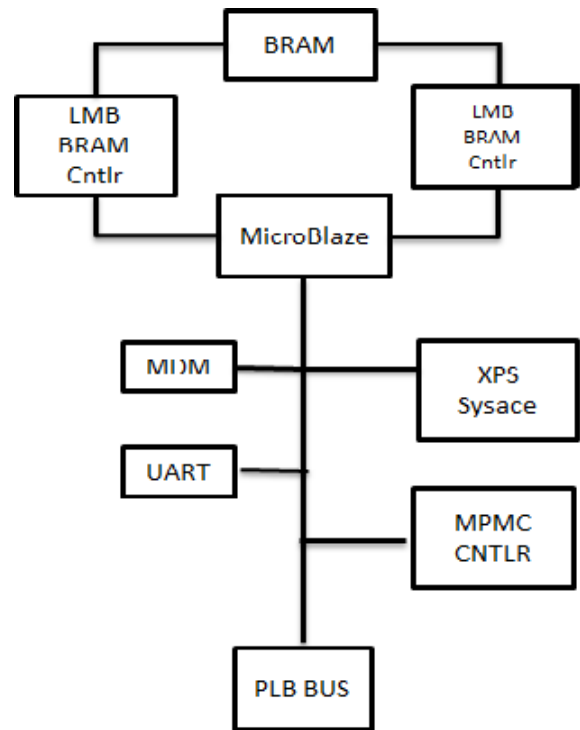 BRAM
LMB
BRAM
Cntlr
LMB
BRAM
Cntlr
MicroBlaze
MDM
XPS
Sysace
UART
MPMC
CNTLR
PLB BUS